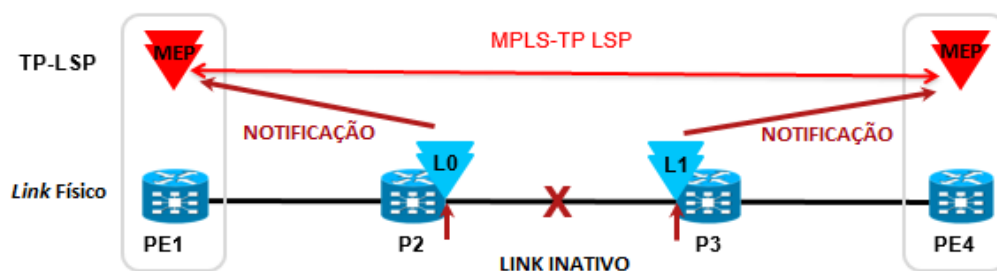 MEP
MPLS-TP LSP
MEP
TP-LSP
NOTIFICAÇÃO
NOTIFICAÇÃO
L0
L1
Link Físico
X
PE1
P2
P3
PE4
LINK INATIVO